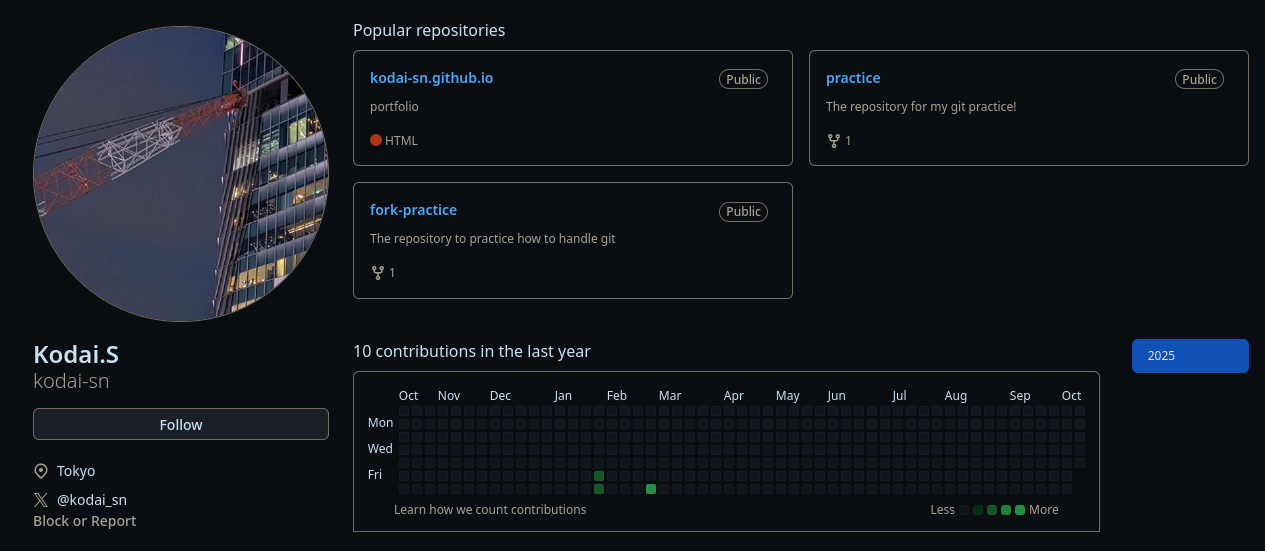 Popular repositories
kodai-sn.github.io
Public
portfolio
HTML
practice
Public
The repository for my git practice!
1
fork-practice
Public
The repository to practice how to handle git
1
Kodai.S
kodai-sn
Follow
Tokyo
@kodai_sn
Block or Report
10 contributions in the last year
2025
Oct Nov Dec Jan Feb Mar Apr May Jun Jul Aug Sep Oct
Mon
Wed
Fri
Learn how we count contributions
Less More